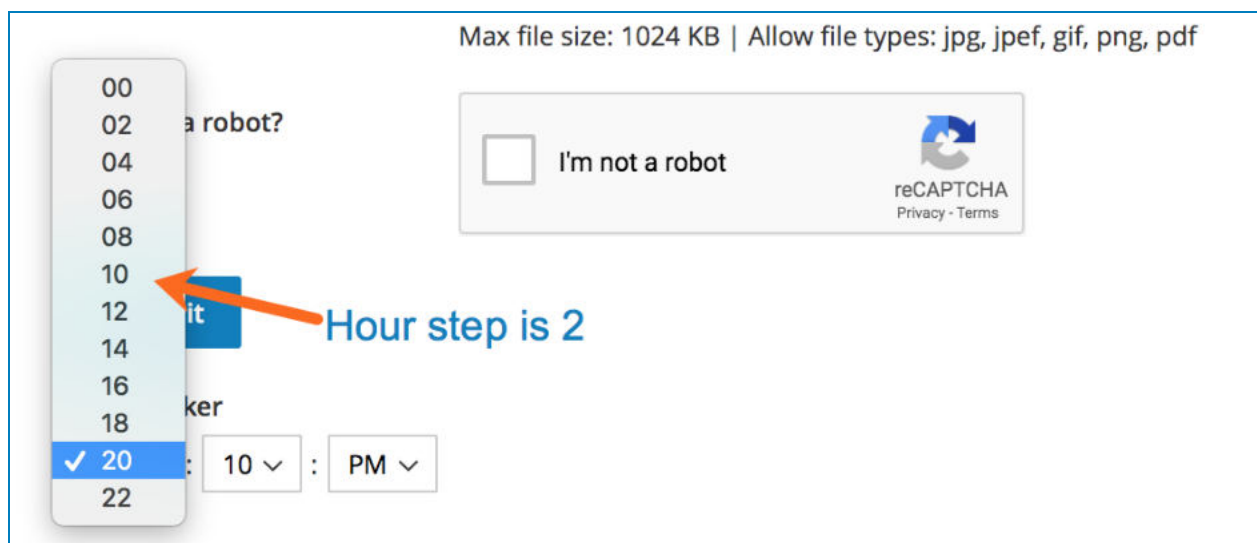 Max file size: 1024 KB | Allow file types: jpg, jpef, gif, png, pdf
00
02
a robot?
I'm not a robot
04
06
08
reCAPTCHA
Privacy - Terms
10
12
it
Hour step is 2
14
16
ker
18
✓ 20 : 10 : PM
22